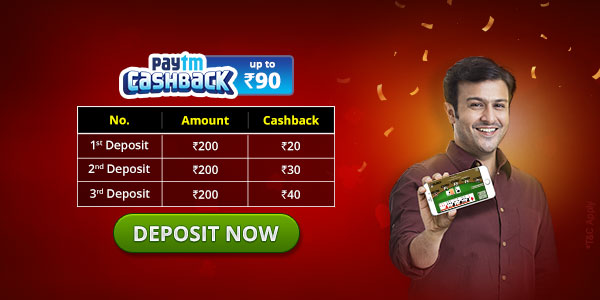 paytm
CASHBACK
up to
₹90
No. Amount Cashback
1st Deposit ₹200 ₹20
2nd Deposit ₹200 ₹30
3rd Deposit ₹200 ₹40
DEPOSIT NOW
*T&C Apply